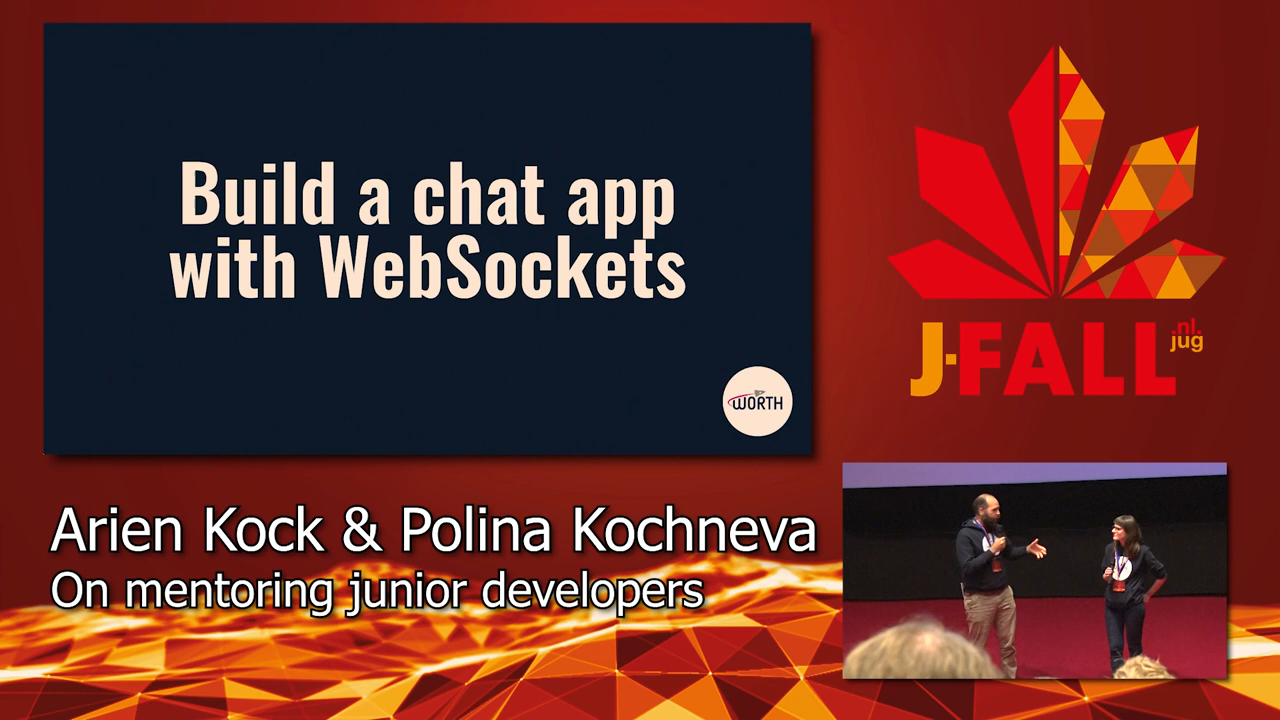 Build a chat app
with WebSockets
WORTH
J-FALL
.nl.
jug
Arien Kock & Polina Kochneva
On mentoring junior developers